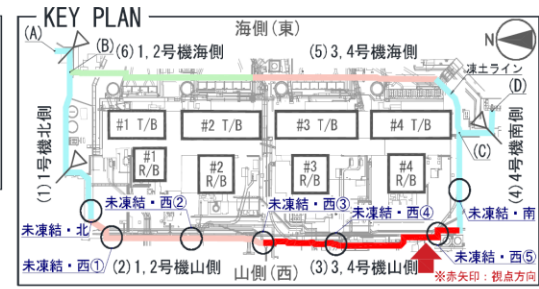 KEY PLAN
海側(東)
N
(A)
(B)
(6)1,2号機海側
(5)3,4号機海側
凍土ライン
(D)
#1 T/B
#2 T/B
#3 T/B
#4 T/B
(C)
(1)1号機北側
#1
R/B
#2
R/B
#3
R/B
#4
R/B
(4)4号機南側
未凍結・西②
未凍結・西③
未凍結・西④
未凍結・南
未凍結・北
未凍結・西①
(2)1,2号機山側
山側(西)
(3)3,4号機山側
未凍結・西⑤
※赤矢印:視点方向